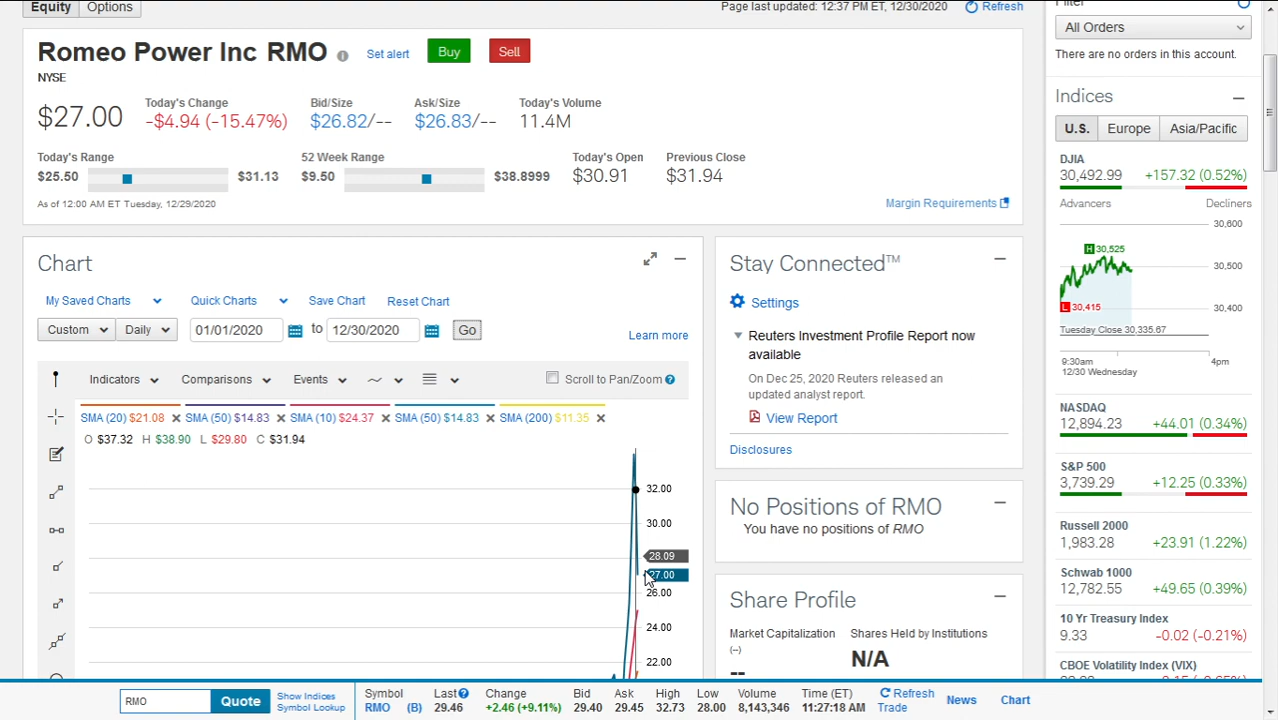 Equity Options
Page last updated: 12:37 PM ET, 12/30/2020 Refresh
Romeo Power Inc RMO Set alert Buy Sell
NYSE
$27.00
Today's Change
-$4.94 (-15.47%)
Bid/Size
$26.82/--
Ask/Size
$26.83/--
Today's Volume
11.4M
Today's Range
$25.50 $31.13
52 Week Range
$9.50 $38.8999
Today's Open
$30.91
Previous Close
$31.94
As of 12:00 AM ET Tuesday, 12/29/2020
Margin Requirements
Chart
My Saved Charts Quick Charts Save Chart Reset Chart
Custom Daily 01/01/2020 to 12/30/2020 Go
Learn more
Indicators Comparisons Events Scroll to Pan/Zoom
SMA (20) $21.08 SMA (50) $14.83 SMA (10) $24.37 SMA (50) $14.83 SMA (200) $11.35
O $37.32 H $38.90 L $29.80 C $31.94
32.00
30.00
28.09
27.00
26.00
24.00
22.00
Stay Connected™
Settings
Reuters Investment Profile Report now
available
On Dec 25, 2020 Reuters released an
updated analyst report.
View Report
Disclosures
No Positions of RMO
You have no positions of RMO
Share Profile
Market Capitalization
(--)
--
Shares Held by Institutions
N/A
Filter
All Orders
There are no orders in this account.
Indices
U.S. Europe Asia/Pacific
DJIA
30,492.99 +157.32 (0.52%)
Advancers Decliners
30,600
H 30,525
30,500
L 30,415
30,400
Tuesday Close 30,335.67
9:30am 4pm
12/30 Wednesday
NASDAQ
12,894.23 +44.01 (0.34%)
S&P 500
3,739.29 +12.25 (0.33%)
Russell 2000
1,983.28 +23.91 (1.22%)
Schwab 1000
12,782.55 +49.65 (0.39%)
10 Yr Treasury Index
9.33 -0.02 (-0.21%)
CBOE Volatility Index (VIX)
RMO Quote
Show Indices
Symbol Lookup
Symbol Last Change Bid Ask High Low Volume Time (ET) Refresh
RMO (B) 29.46 +2.46 (+9.11%) 29.40 29.45 32.73 28.00 8,143,346 11:27:18 AM Trade
News Chart